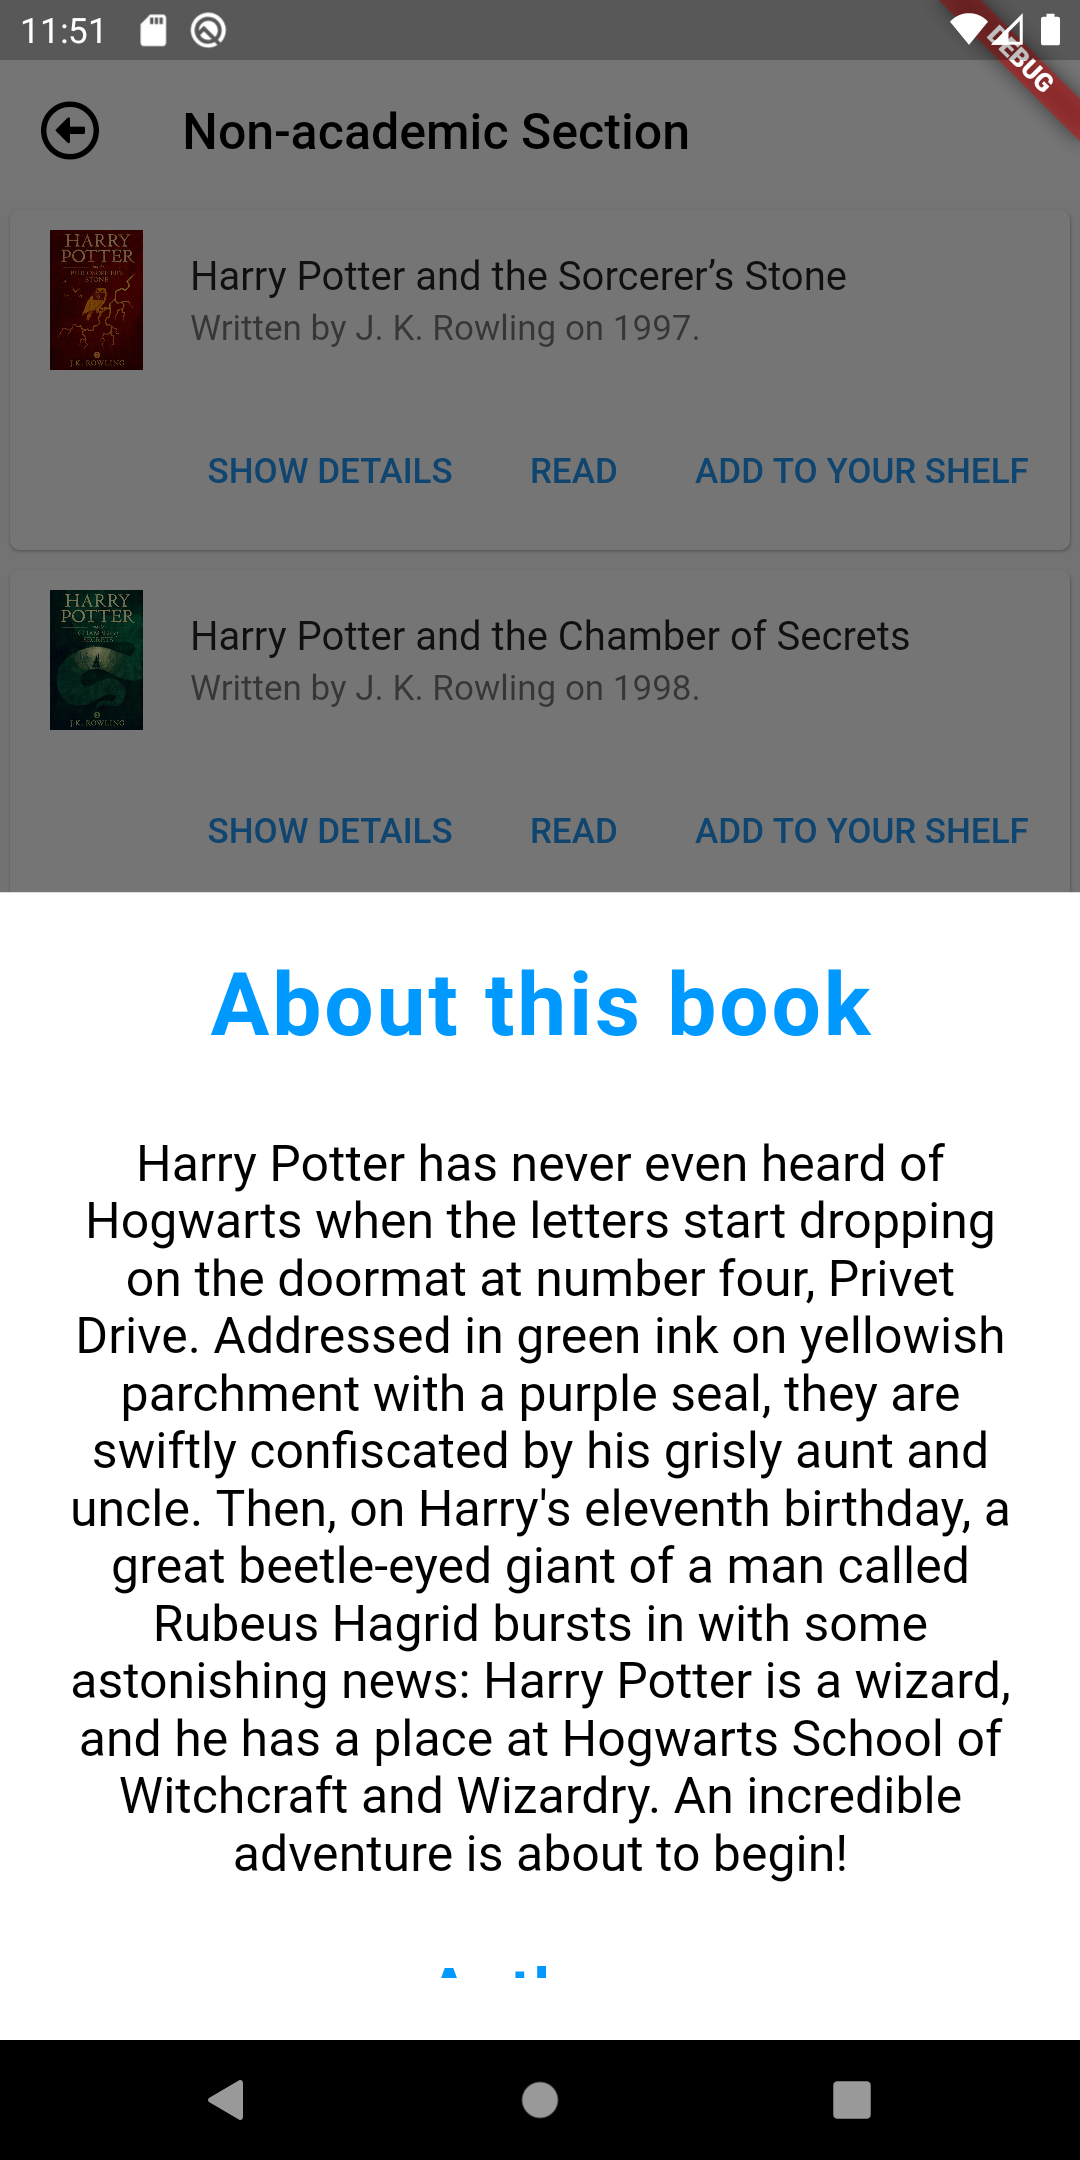 11:51
DEBUG
Non-academic Section
HARRY
POTTER
PHILOSOPHER'S
STONE
J.K. ROWLING
Harry Potter and the Sorcerer’s Stone
Written by J. K. Rowling on 1997.
SHOW DETAILS READ ADD TO YOUR SHELF
HARRY
POTTER
CHAMBER of
SECRETS
J.K. ROWLING
Harry Potter and the Chamber of Secrets
Written by J. K. Rowling on 1998.
SHOW DETAILS READ ADD TO YOUR SHELF
About this book
Harry Potter has never even heard of
Hogwarts when the letters start dropping
on the doormat at number four, Privet
Drive. Addressed in green ink on yellowish
parchment with a purple seal, they are
swiftly confiscated by his grisly aunt and
uncle. Then, on Harry's eleventh birthday, a
great beetle-eyed giant of a man called
Rubeus Hagrid bursts in with some
astonishing news: Harry Potter is a wizard,
and he has a place at Hogwarts School of
Witchcraft and Wizardry. An incredible
adventure is about to begin!